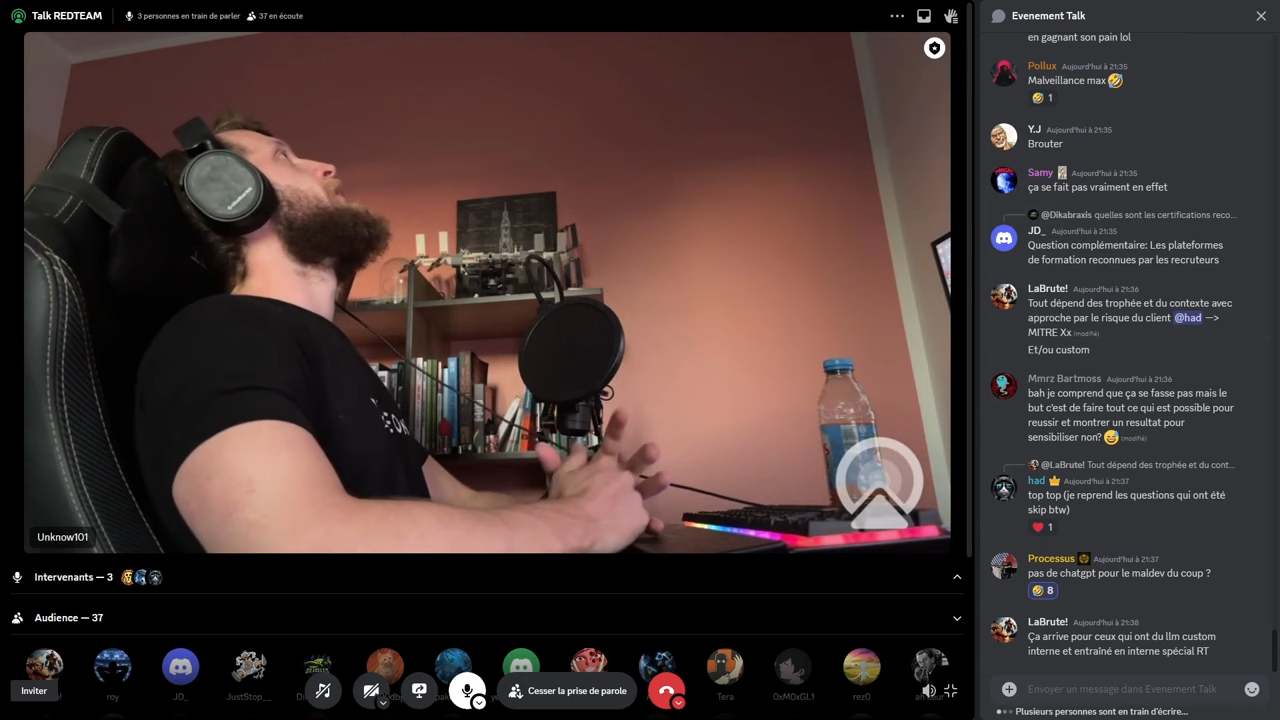 Talk REDTEAM
3 personnes en train de parler
37 en écoute
Unknow101
Intervenants — 3
Audience — 37
roy
JD_
JustStop__
Tera
0xM0xGL1
rez0
Inviter
Cesser la prise de parole
Evenement Talk
en gagnant son pain lol
Pollux Aujourd'hui à 21:35
Malveillance max 🤣
🤣 1
Y.J Aujourd'hui à 21:35
Brouter
Samy Aujourd'hui à 21:35
ça se fait pas vraiment en effet
@Dikabraxis quelles sont les certifications reco...
JD_ Aujourd'hui à 21:35
Question complémentaire: Les plateformes
de formation reconnues par les recruteurs
LaBrute! Aujourd'hui à 21:36
Tout dépend des trophée et du contexte avec
approche par le risque du client @had —>
MITRE Xx (modifié)
Et/ou custom
Mmrz Bartmoss Aujourd'hui à 21:36
bah je comprend que ça se fasse pas mais le
but c'est de faire tout ce qui est possible pour
reussir et montrer un resultat pour
sensibiliser non? 😅 (modifié)
@LaBrute! Tout dépend des trophée et du cont...
had Aujourd'hui à 21:37
top top (je reprend les questions qui ont été
skip btw)
❤️ 1
Processus Aujourd'hui à 21:37
pas de chatgpt pour le maldev du coup ?
🤣 8
LaBrute! Aujourd'hui à 21:38
Ça arrive pour ceux qui ont du llm custom
interne et entraîné en interne spécial RT
Envoyer un message dans Evenement Talk
Plusieurs personnes sont en train d'écrire...